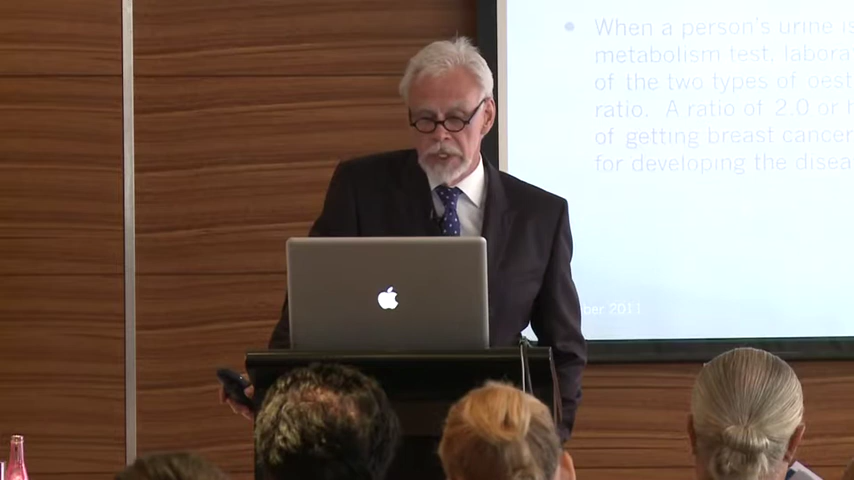 • When a person's urine is
metabolism test, labora
of the two types of oest
ratio. A ratio of 2.0 or h
of getting breast cancer
for developing the disea
ber 2011